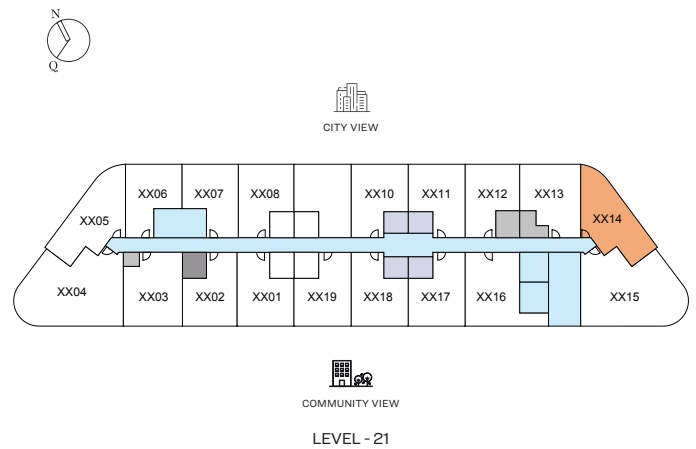 N
Q
CITY VIEW
XX06 XX07 XX08 XX10 XX11 XX12 XX13
XX05 XX14
XX04 XX03 XX02 XX01 XX19 XX18 XX17 XX16 XX15
COMMUNITY VIEW
LEVEL - 21